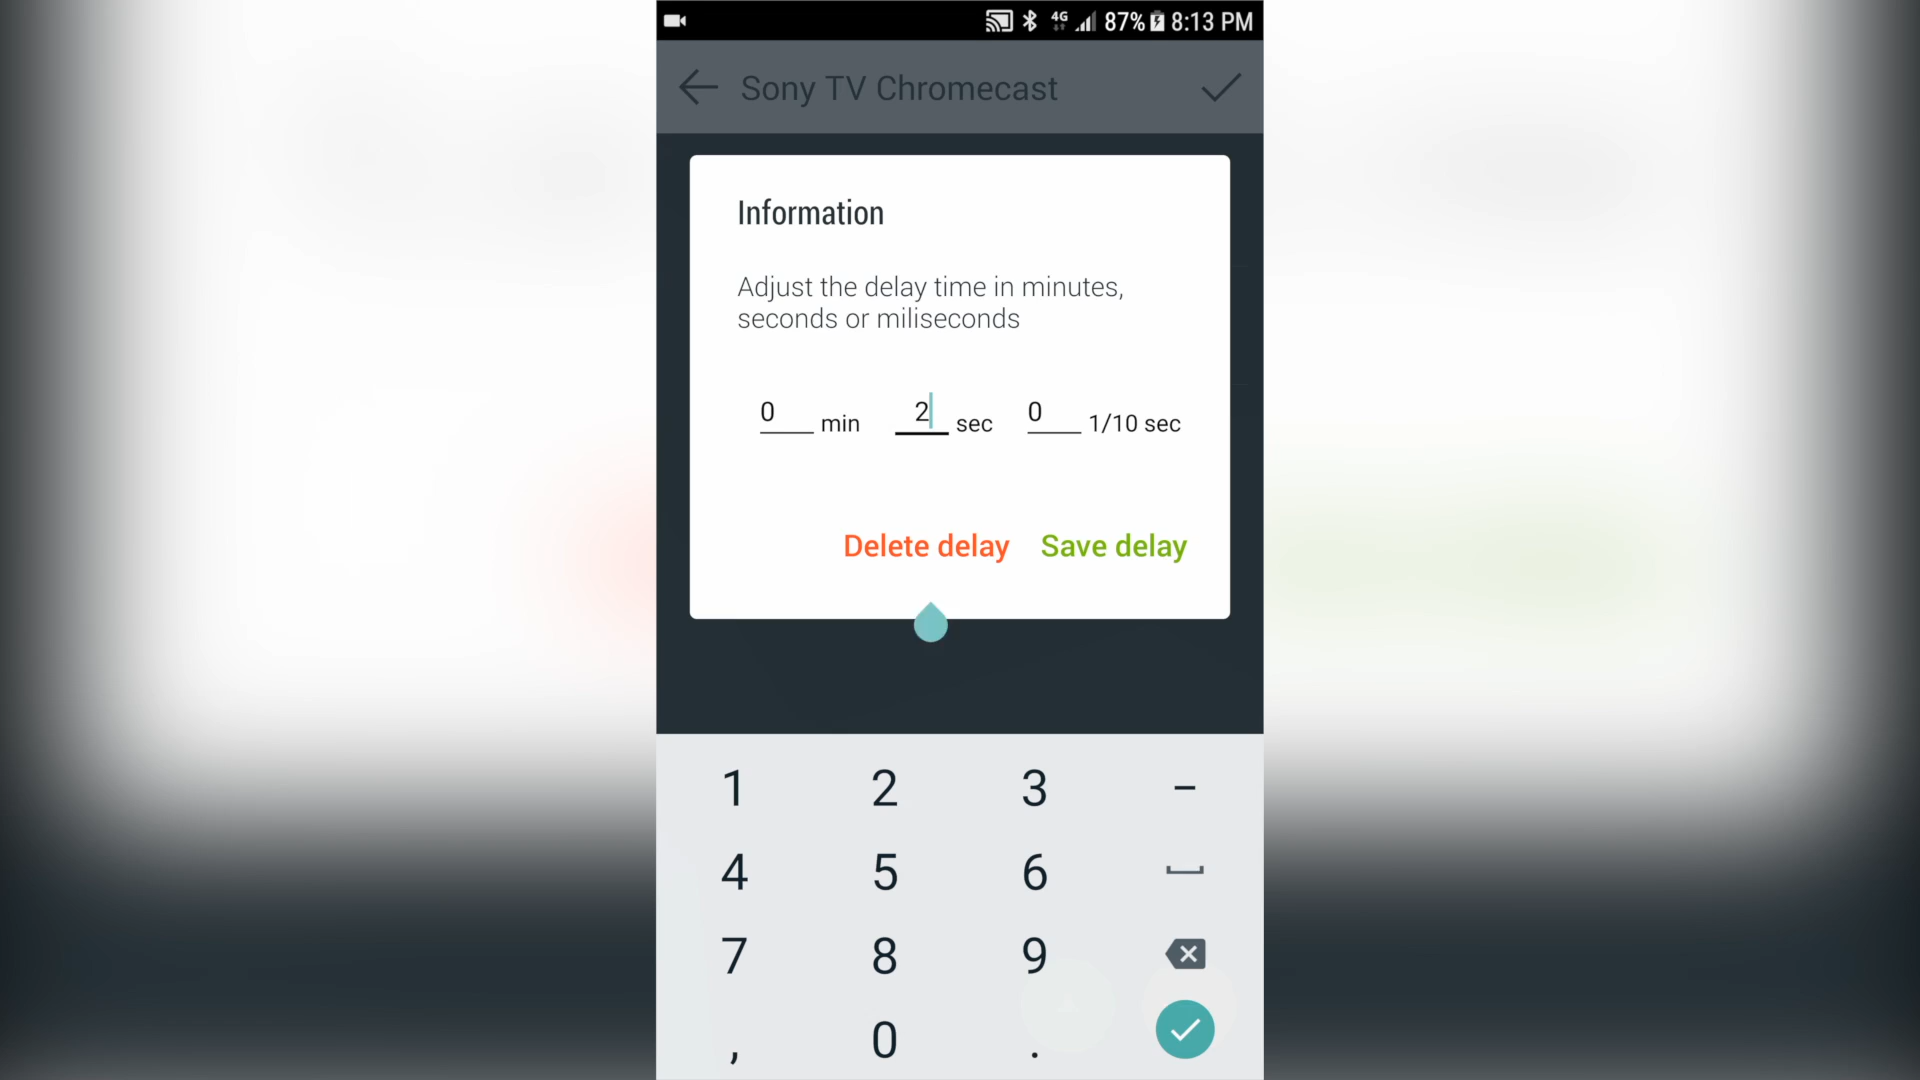 4G 87% 8:13 PM
Sony TV Chromecast
Information
Adjust the delay time in minutes,
seconds or miliseconds
0 min 2 sec 0 1/10 sec
Delete delay Save delay
1 2 3 -
4 5 6
7 8 9
, 0 .